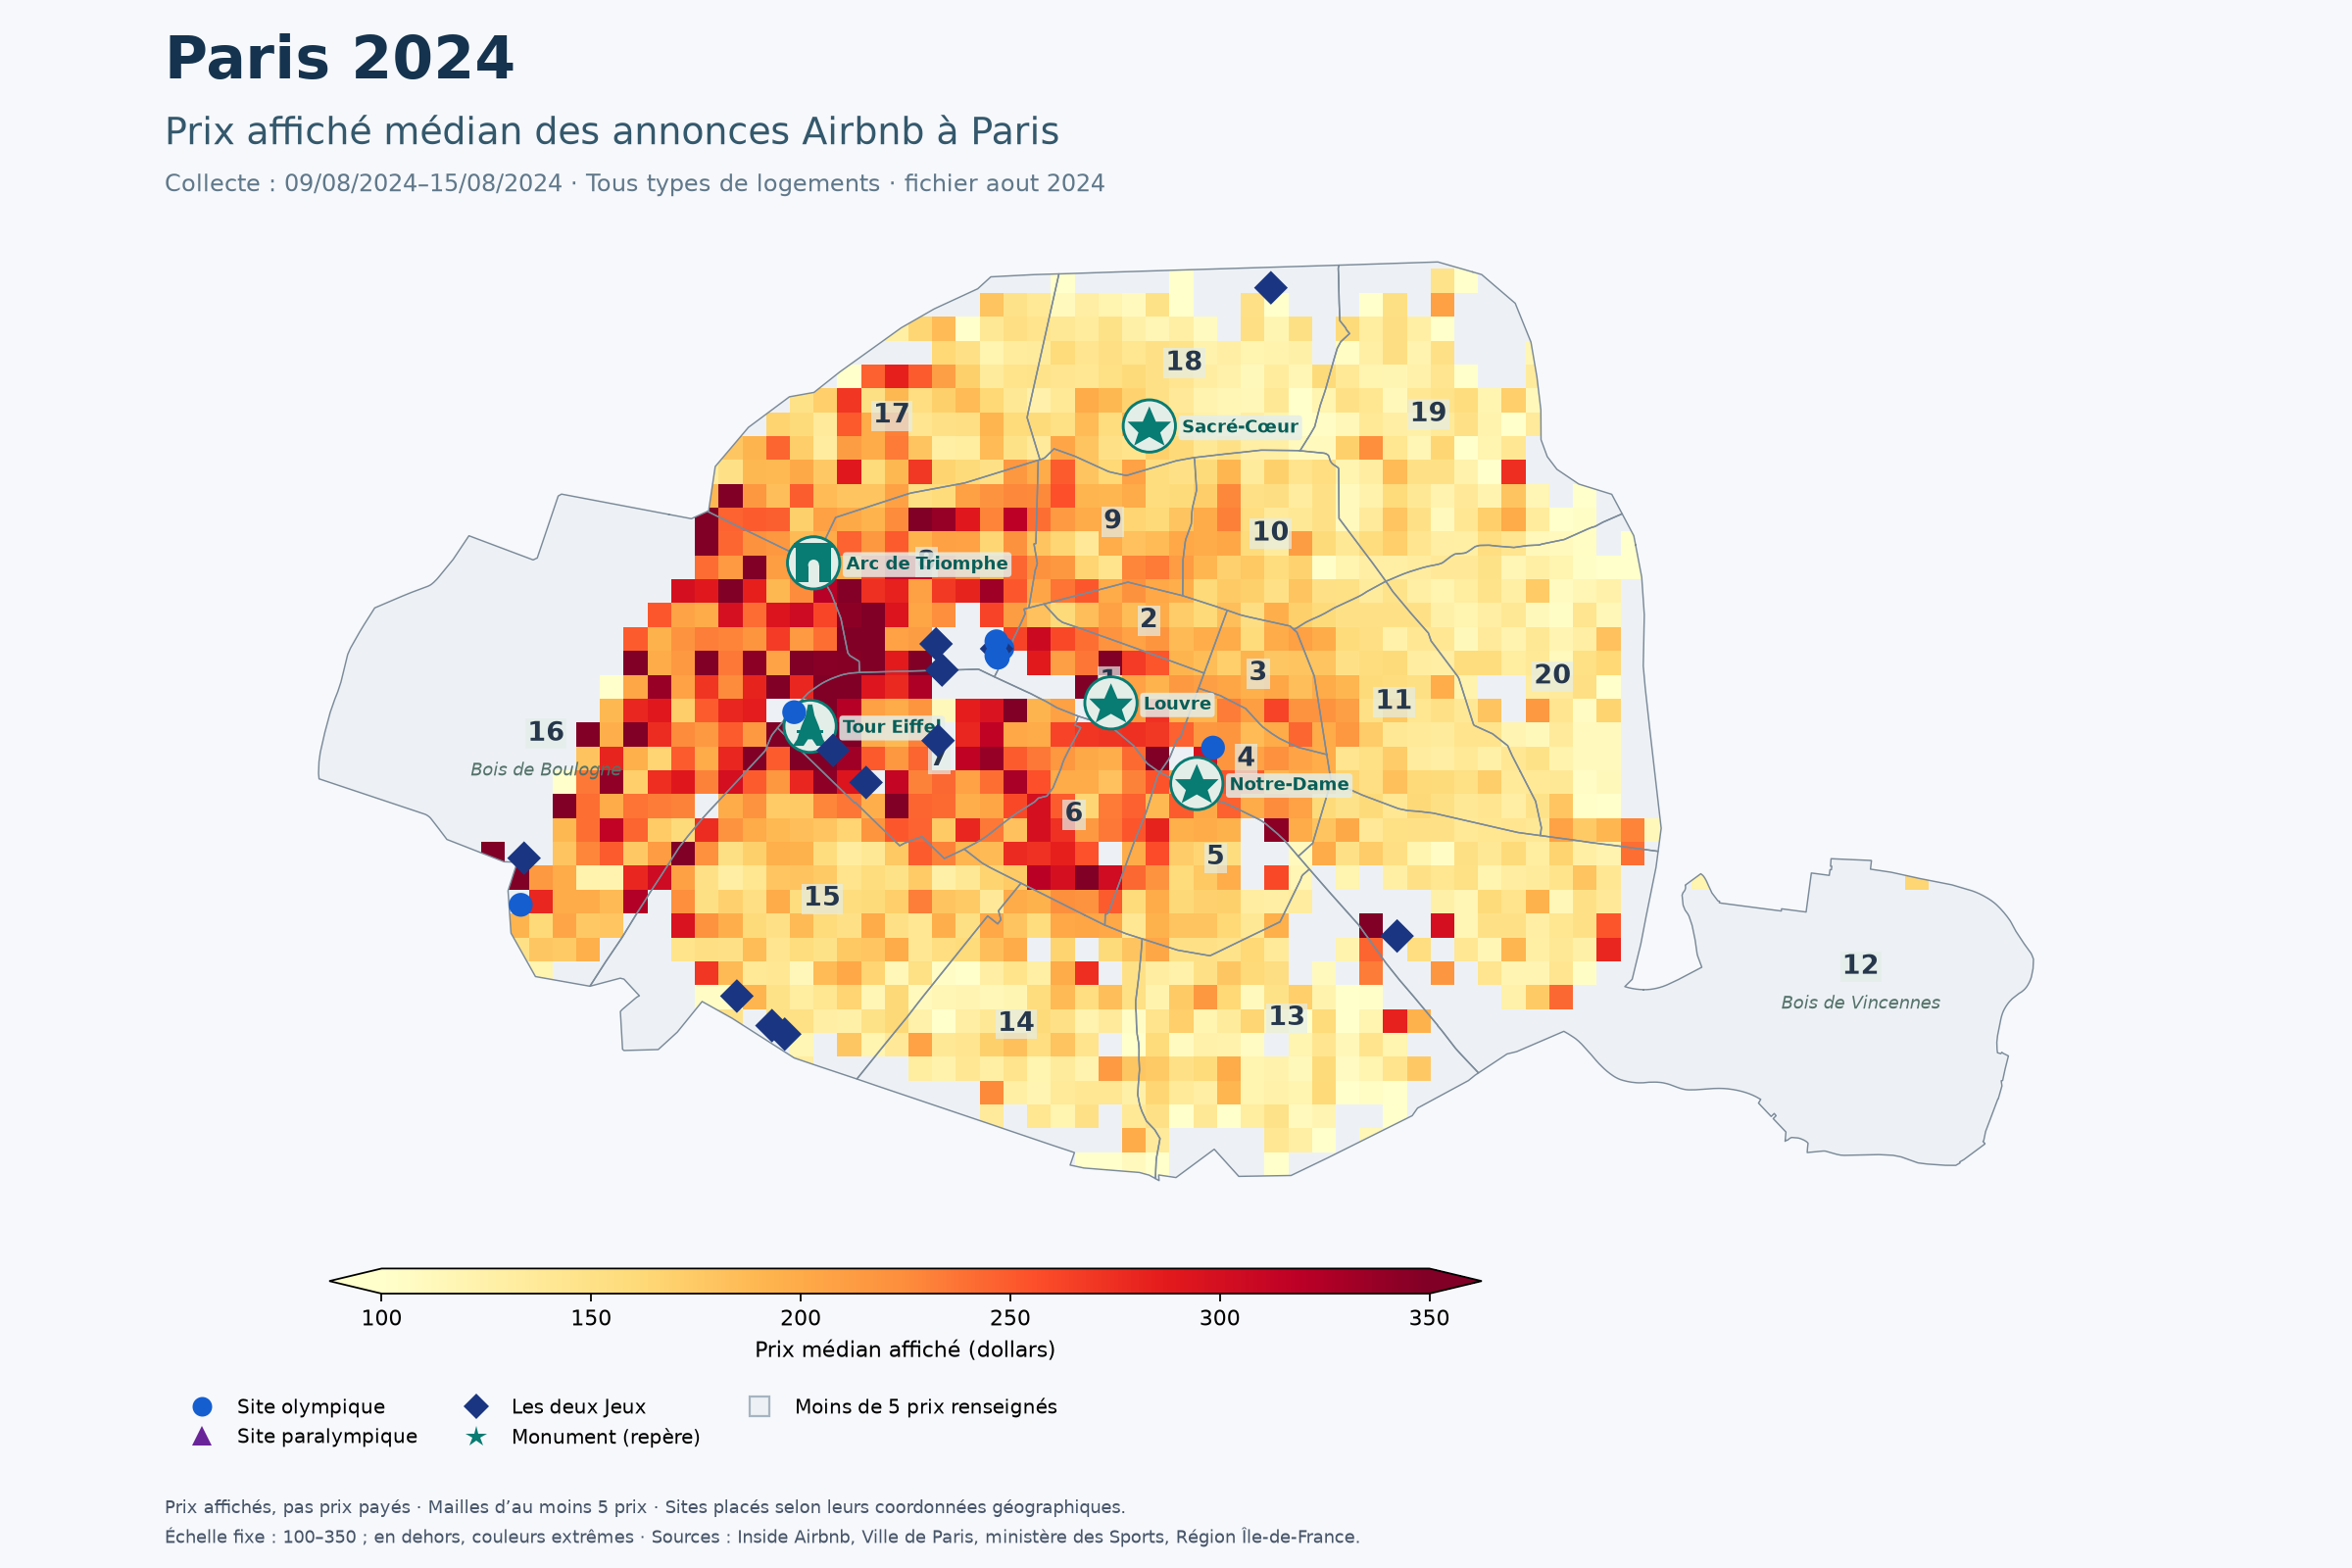 Paris 2024
Prix affiché médian des annonces Airbnb à Paris
Collecte : 09/08/2024–15/08/2024 · Tous types de logements · fichier aout 2024
18
17
19
Sacré-Cœur
9
10
Arc de Triomphe
2
3
20
11
Louvre
16
Tour Eiffel
7
4
Bois de Boulogne
Notre-Dame
6
5
15
12
Bois de Vincennes
14
13
100 150 200 250 300 350
Prix médian affiché (dollars)
Site olympique
Site paralympique
Les deux Jeux
Monument (repère)
Moins de 5 prix renseignés
Prix affichés, pas prix payés · Mailles d’au moins 5 prix · Sites placés selon leurs coordonnées géographiques.
Échelle fixe : 100–350 ; en dehors, couleurs extrêmes · Sources : Inside Airbnb, Ville de Paris, ministère des Sports, Région Île-de-France.